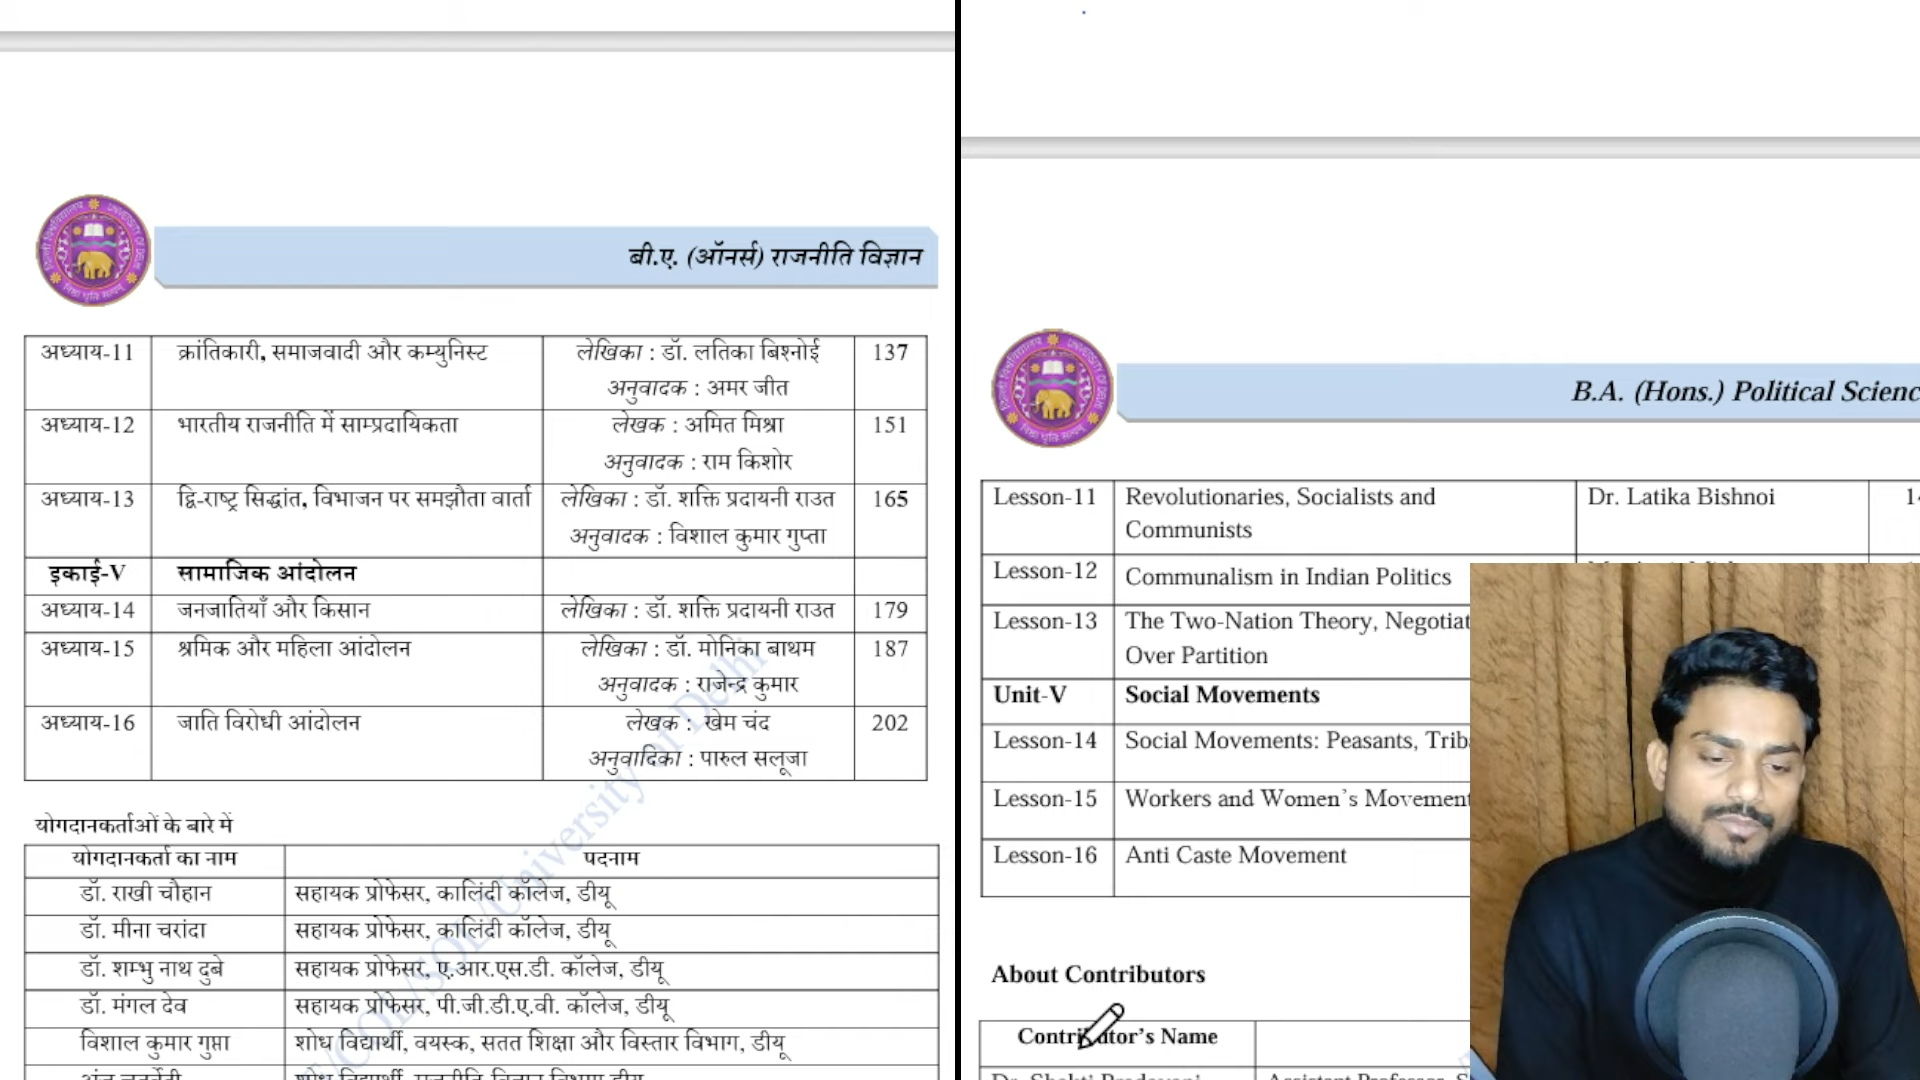 बी.ए. (ऑनर्स) राजनीति विज्ञान
अध्याय-11 क्रांतिकारी, समाजवादी और कम्युनिस्ट लेखिका : डॉ. लतिका बिश्नोई 137
अनुवादक : अमर जीत
अध्याय-12 भारतीय राजनीति में साम्प्रदायिकता लेखक : अमित मिश्रा 151
अनुवादक : राम किशोर
अध्याय-13 द्वि-राष्ट्र सिद्धांत, विभाजन पर समझौता वार्ता लेखिका : डॉ. शक्ति प्रदायनी राउत 165
अनुवादक : विशाल कुमार गुप्ता
इकाई-V सामाजिक आंदोलन
अध्याय-14 जनजातियाँ और किसान लेखिका : डॉ. शक्ति प्रदायनी राउत 179
अध्याय-15 श्रमिक और महिला आंदोलन लेखिका : डॉ. मोनिका बाथम 187
अनुवादक : राजेन्द्र कुमार
अध्याय-16 जाति विरोधी आंदोलन लेखक : खेम चंद 202
अनुवादिका : पारुल सलूजा
योगदानकर्ताओं के बारे में
योगदानकर्ता का नाम पदनाम
डॉ. राखी चौहान सहायक प्रोफेसर, कालिंदी कॉलेज, डीयू
डॉ. मीना चरांदा सहायक प्रोफेसर, कालिंदी कॉलेज, डीयू
डॉ. शम्भु नाथ दुबे सहायक प्रोफेसर, ए.आर.एस.डी. कॉलेज, डीयू
डॉ. मंगल देव सहायक प्रोफेसर, पी.जी.डी.ए.वी. कॉलेज, डीयू
विशाल कुमार गुप्ता शोध विद्यार्थी, वयस्क, सतत शिक्षा और विस्तार विभाग, डीयू
COL/SOL/University of Delhi
B.A. (Hons.) Political Scienc
Lesson-11 Revolutionaries, Socialists and Dr. Latika Bishnoi
Communists
Lesson-12 Communalism in Indian Politics
Lesson-13 The Two-Nation Theory, Negotiat
Over Partition
Unit-V Social Movements
Lesson-14 Social Movements: Peasants, Trib
Lesson-15 Workers and Women's Movement
Lesson-16 Anti Caste Movement
About Contributors
Name